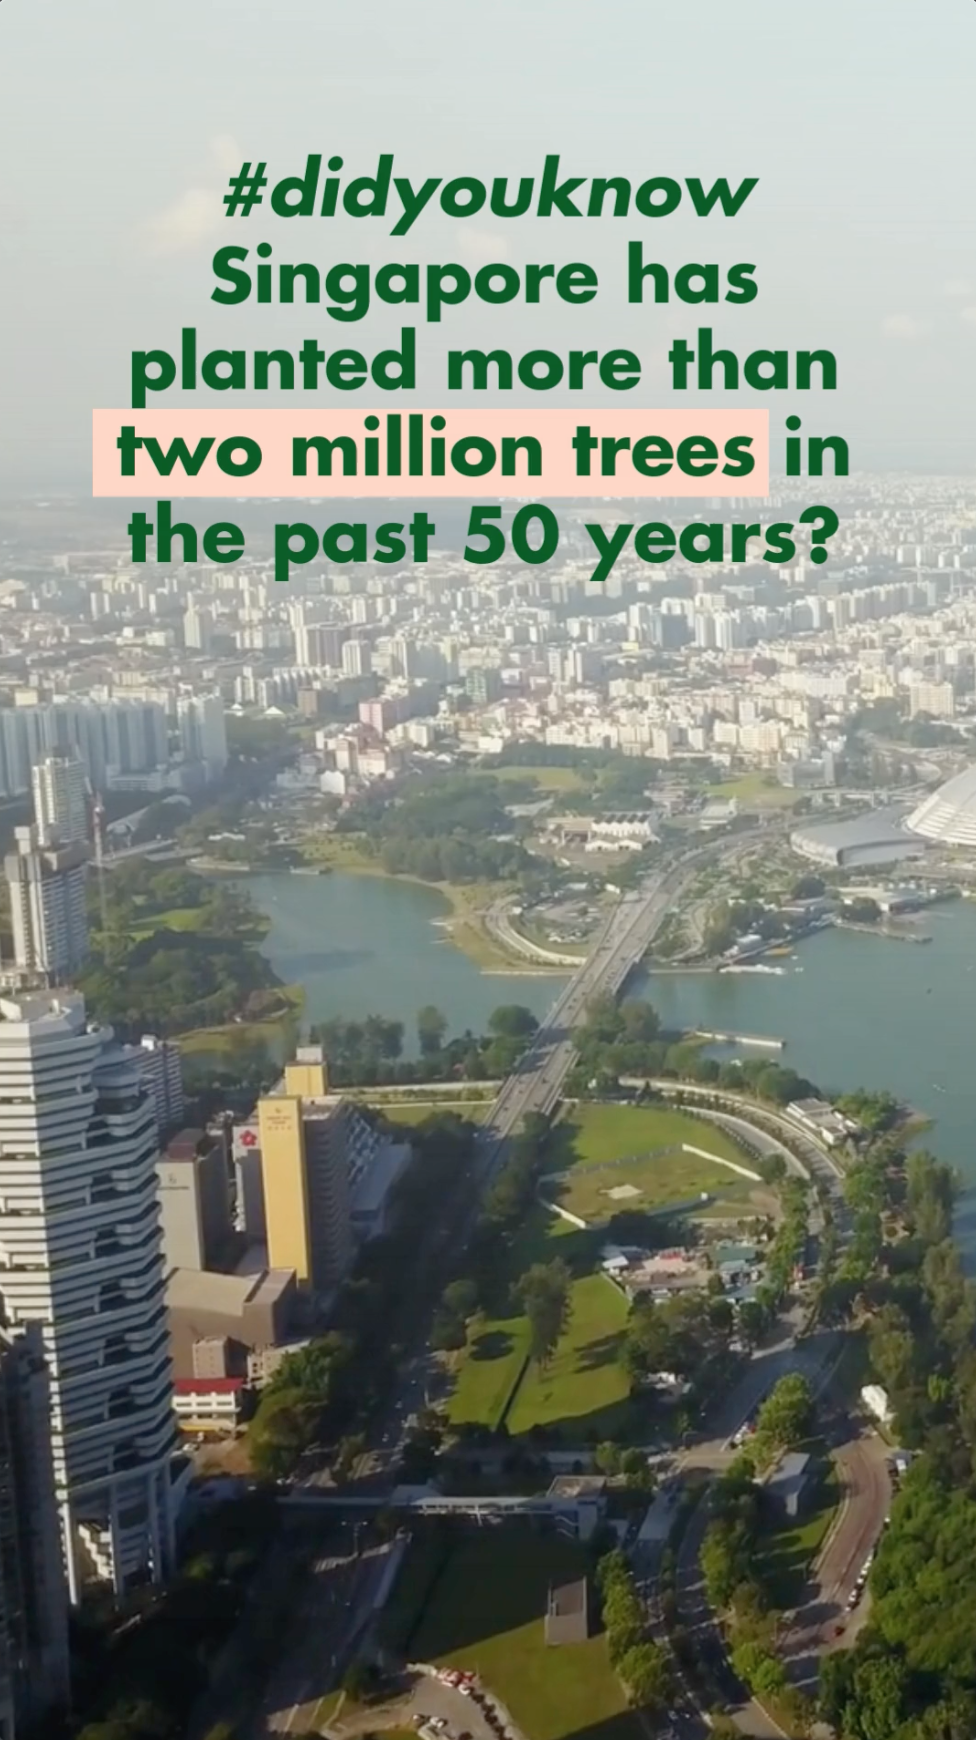 #didyouknow
Singapore has
planted more than
two million trees in
the past 50 years?